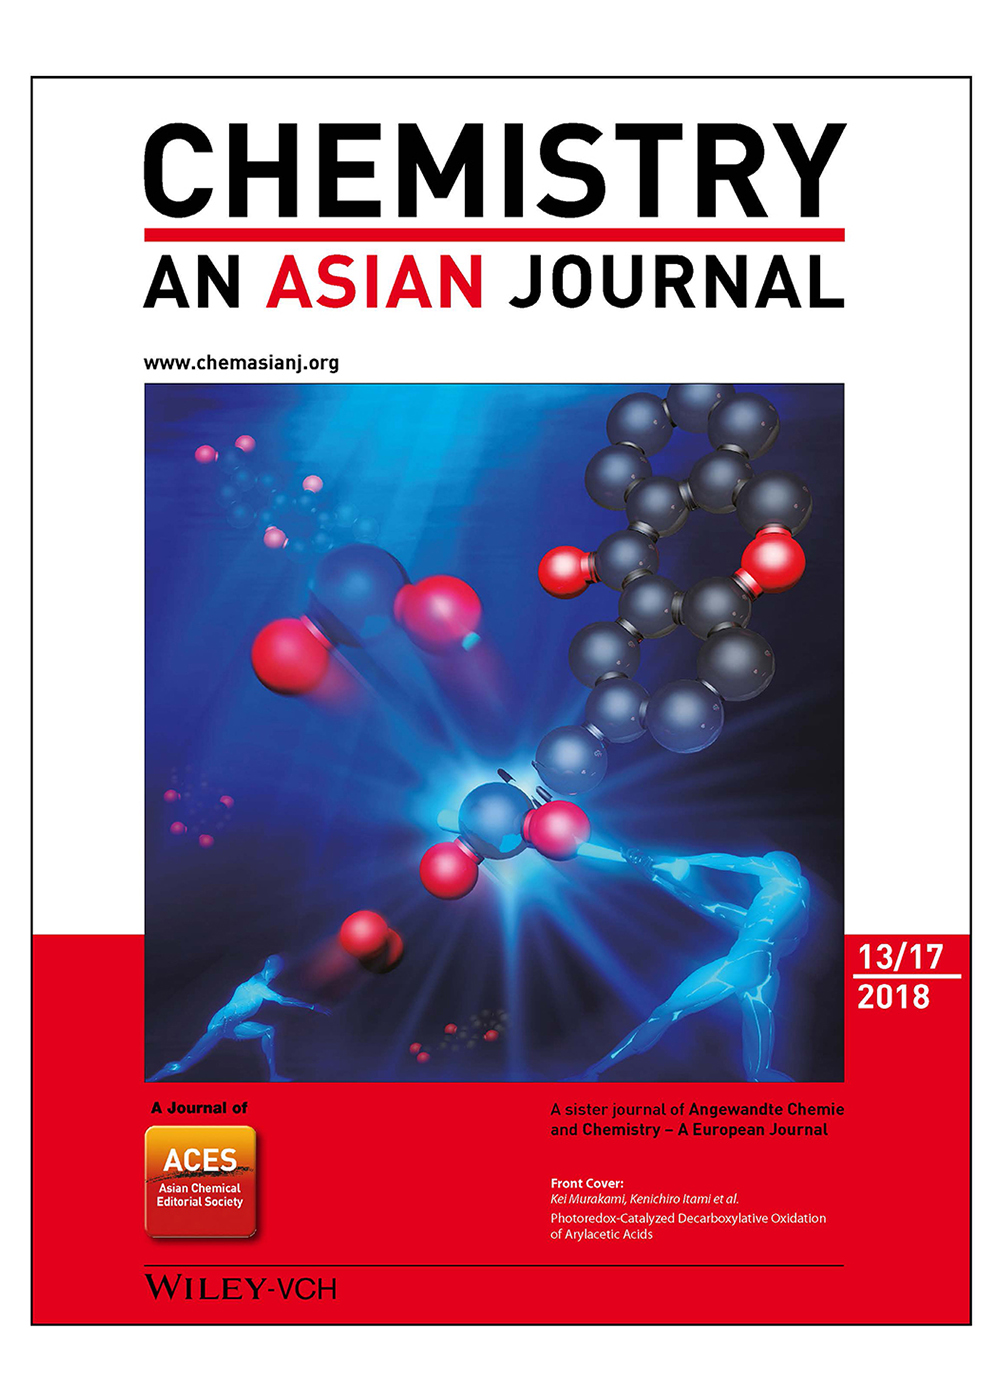 CHEMISTRY
AN ASIAN JOURNAL
www.chemasianj.org
13/17
2018
A Journal of
ACES
Asian Chemical
Editorial Society
A sister journal of Angewandte Chemie
and Chemistry – A European Journal
Front Cover:
Kei Murakami, Kenichiro Itami et al.
Photoredox-Catalyzed Decarboxylative Oxidation
of Arylacetic Acids
WILEY-VCH